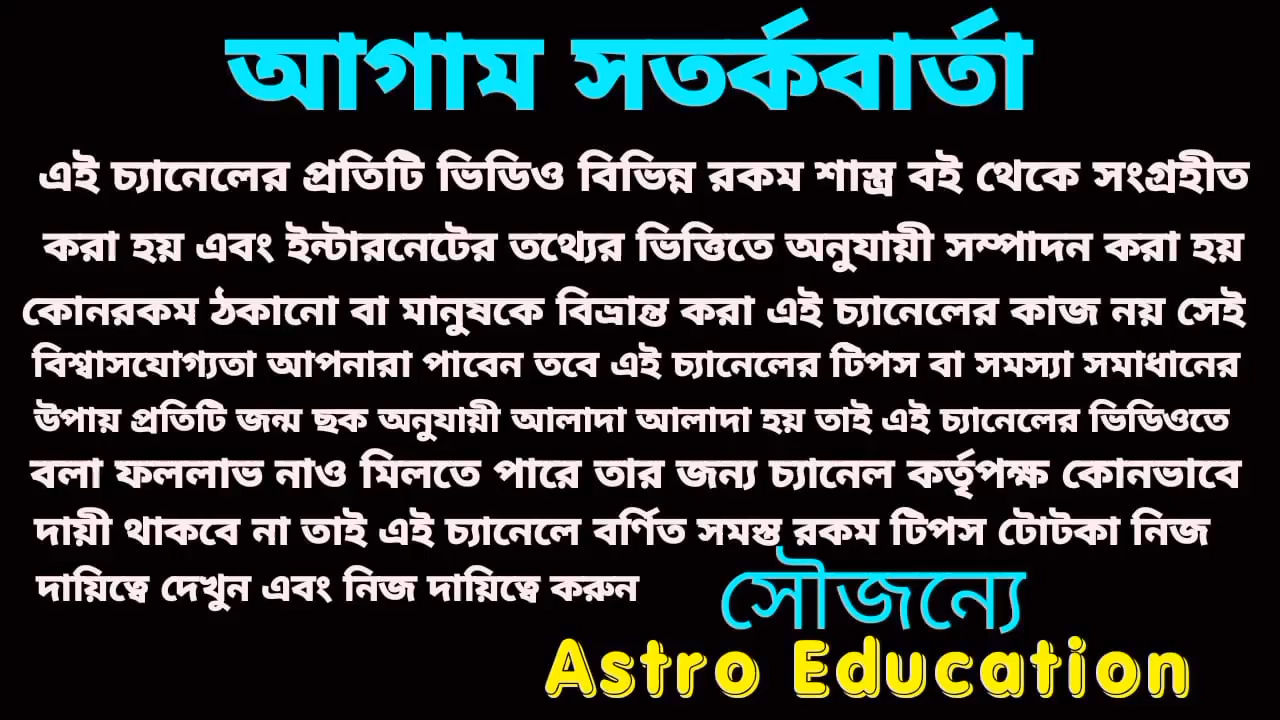 আগাম সতর্কবার্তা
এই চ্যানেলের প্রতিটি ভিডিও বিভিন্ন রকম শাস্ত্র বই থেকে সংগ্রহীত
করা হয় এবং ইন্টারনেটের তথ্যের ভিত্তিতে অনুযায়ী সম্পাদন করা হয়
কোনরকম ঠকানো বা মানুষকে বিভ্রান্ত করা এই চ্যানেলের কাজ নয় সেই
বিশ্বাসযোগ্যতা আপনারা পাবেন তবে এই চ্যানেলের টিপস বা সমস্যা সমাধানের
উপায় প্রতিটি জন্ম ছক অনুযায়ী আলাদা আলাদা হয় তাই এই চ্যানেলের ভিডিওতে
বলা ফললাভ নাও মিলতে পারে তার জন্য চ্যানেল কর্তৃপক্ষ কোনভাবে
দায়ী থাকবে না তাই এই চ্যানেলে বর্ণিত সমস্ত রকম টিপস টোটকা নিজ
দায়িত্বে দেখুন এবং নিজ দায়িত্বে করুন
সৌজন্যে
Astro Education